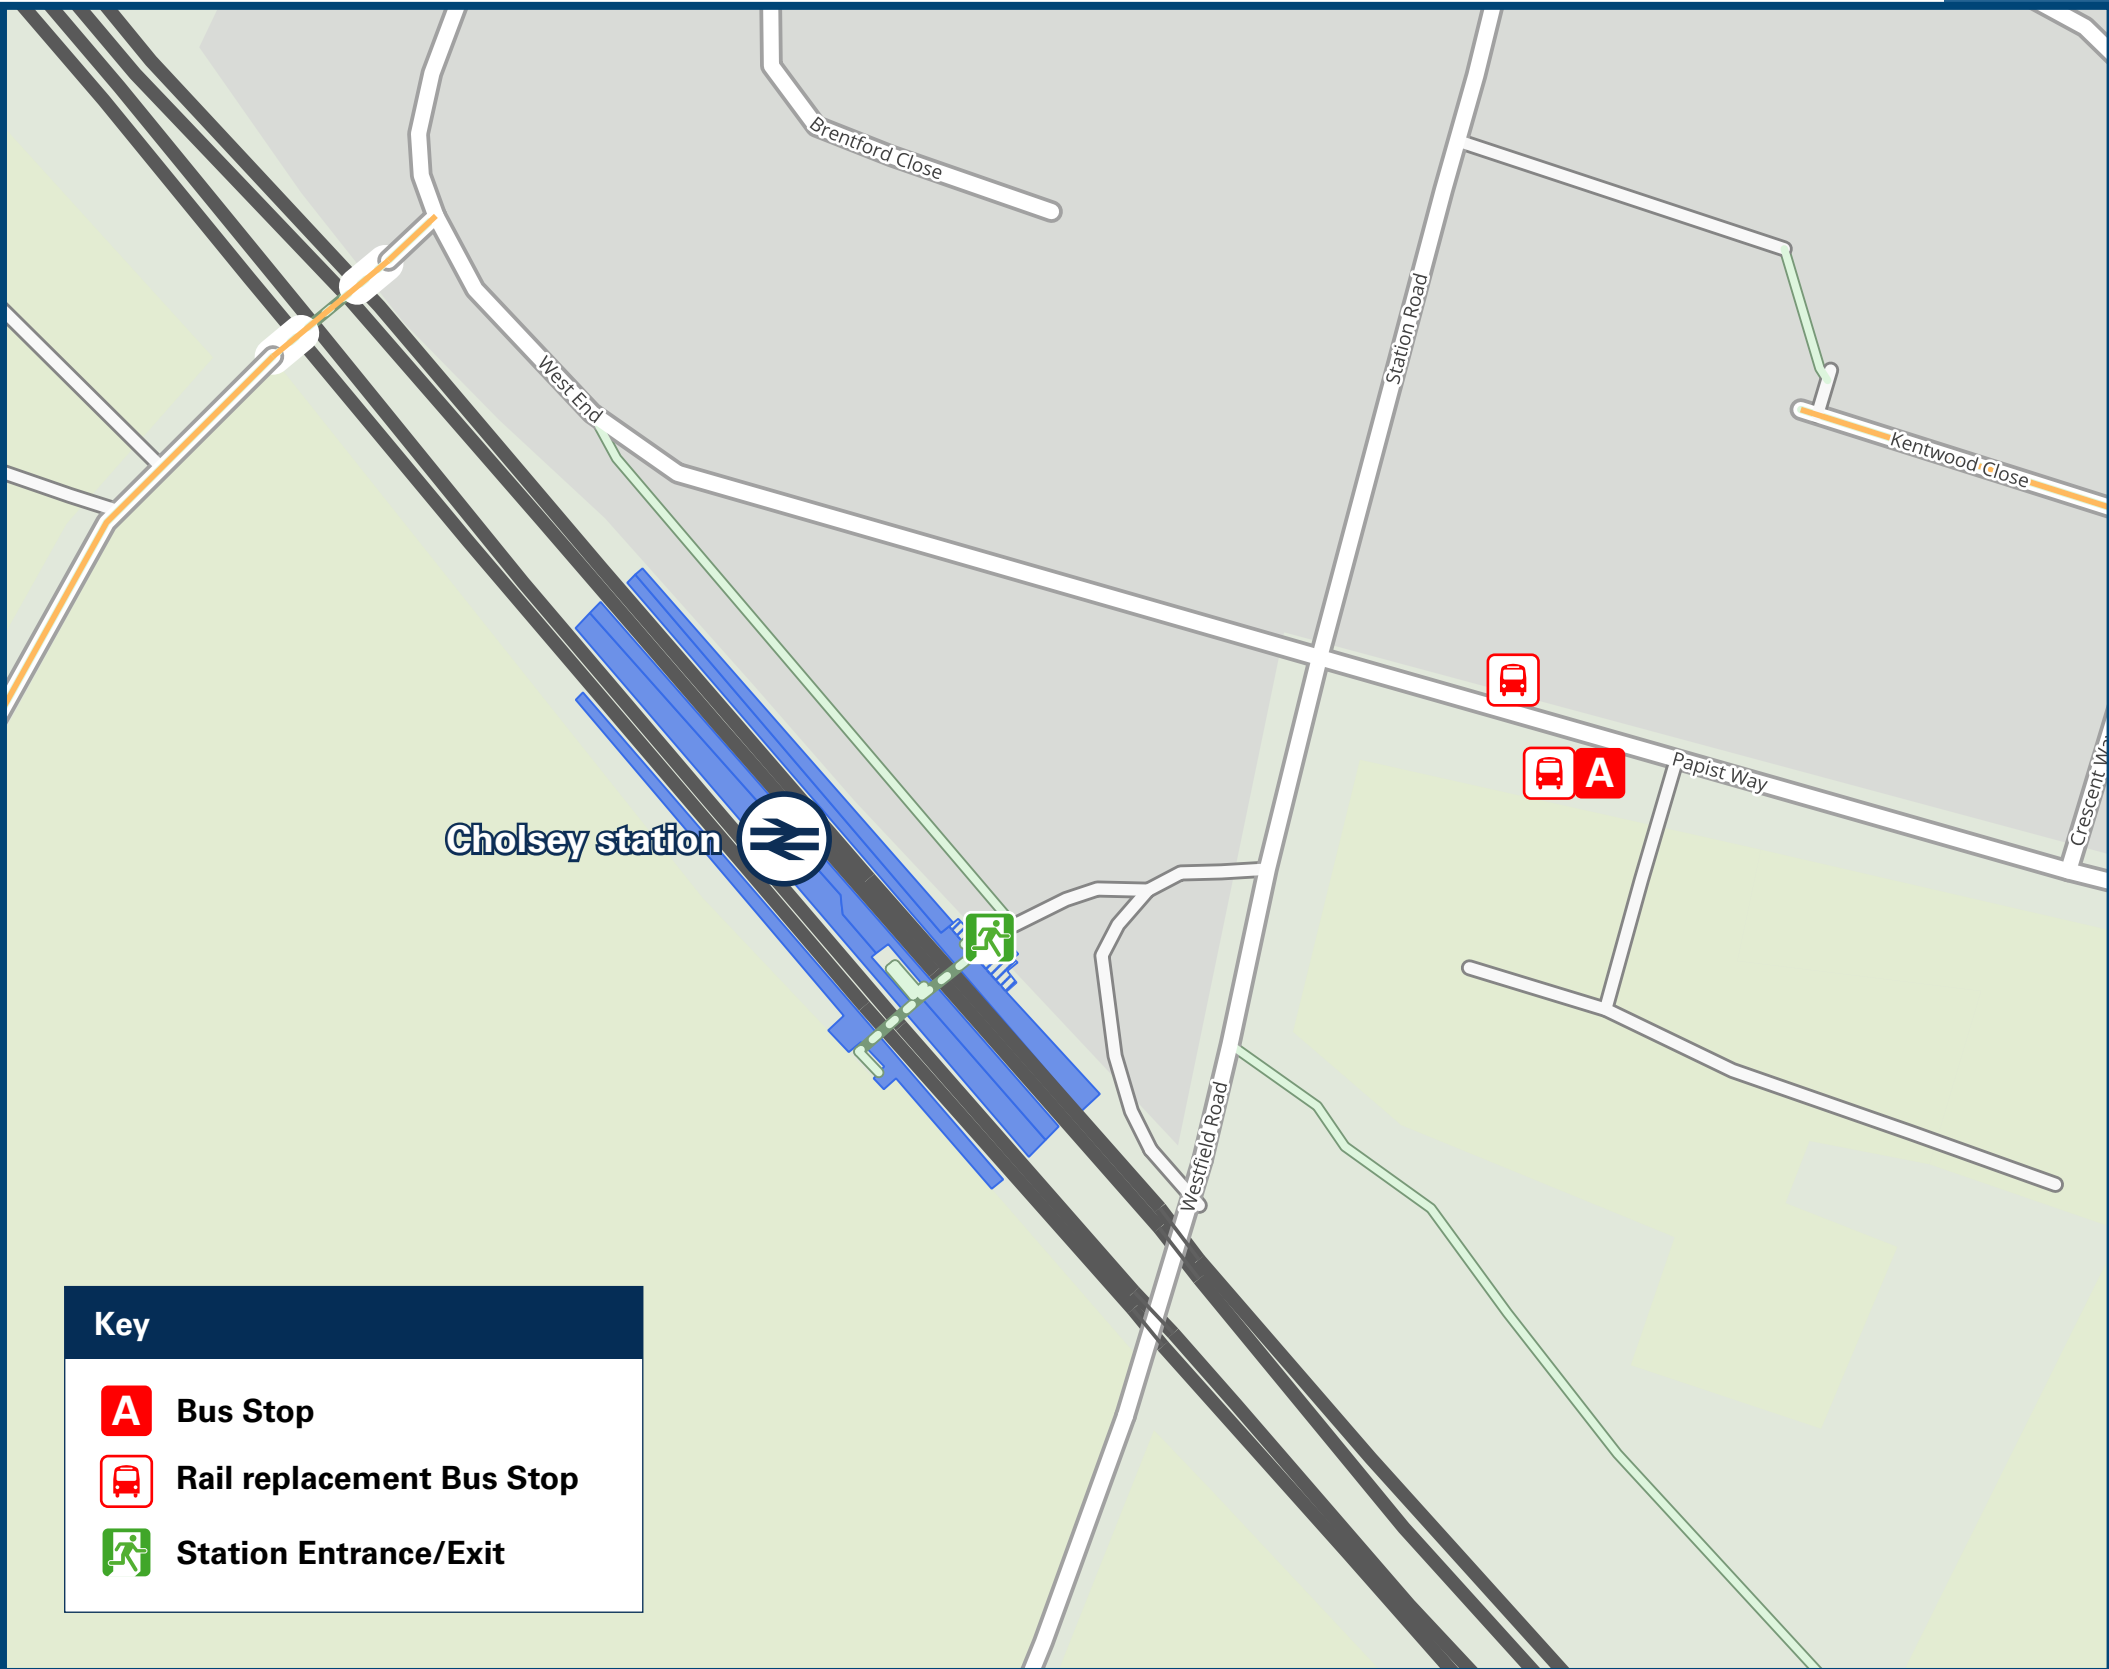 Brentford Close
Station Road
West End
Kentwood Close
Papist Way
Crescent Wa
A
Cholsey station
Westfield Road
Key
A Bus Stop
Rail replacement Bus Stop
Station Entrance/Exit